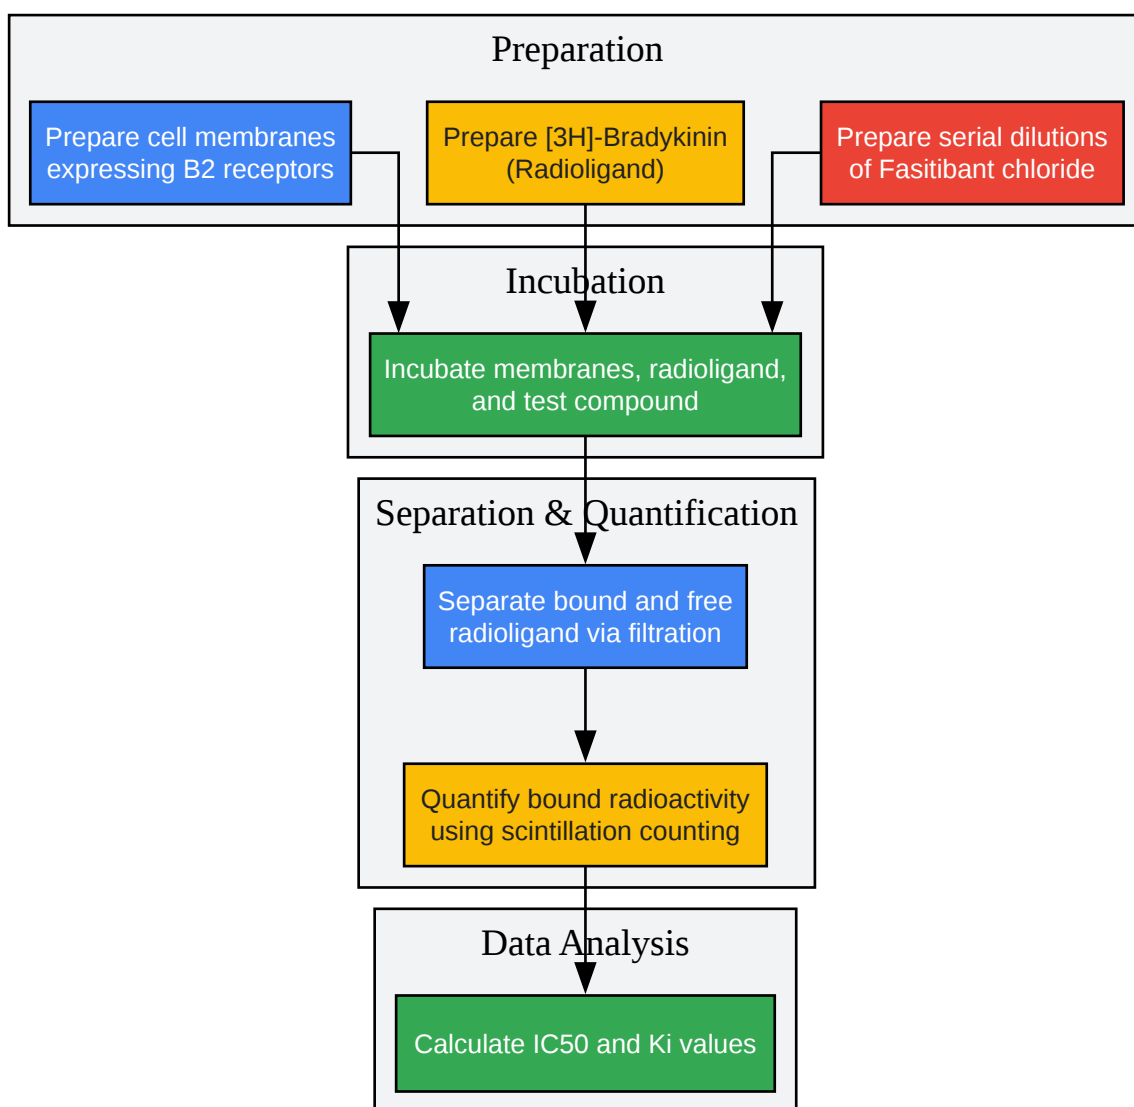 Preparation
Prepare cell membranes
expressing B2 receptors
Prepare [3H]-Bradykinin
(Radioligand)
Prepare serial dilutions
of Fasitibant chloride
Incubation
Incubate membranes, radioligand,
and test compound
Separation & Quantification
Separate bound and free
radioligand via filtration
Quantify bound radioactivity
using scintillation counting
Data Analysis
Calculate IC50 and Ki values